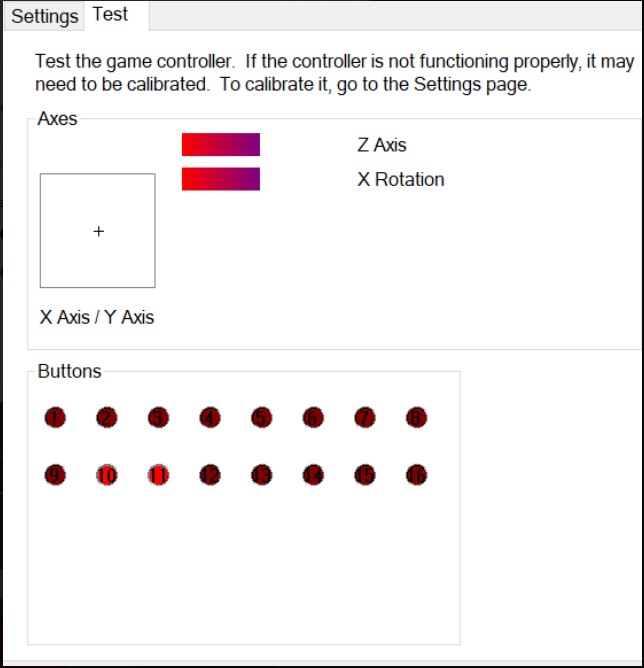 Settings
Test
Test the game controller.  If the controller is not functioning properly, it may
need to be calibrated.  To calibrate it, go to the Settings page.
Axes
Z Axis
X Rotation
X Axis / Y Axis
Buttons
1 2 3 4 5 6 7 8
9 10 11 12 13 14 15 16